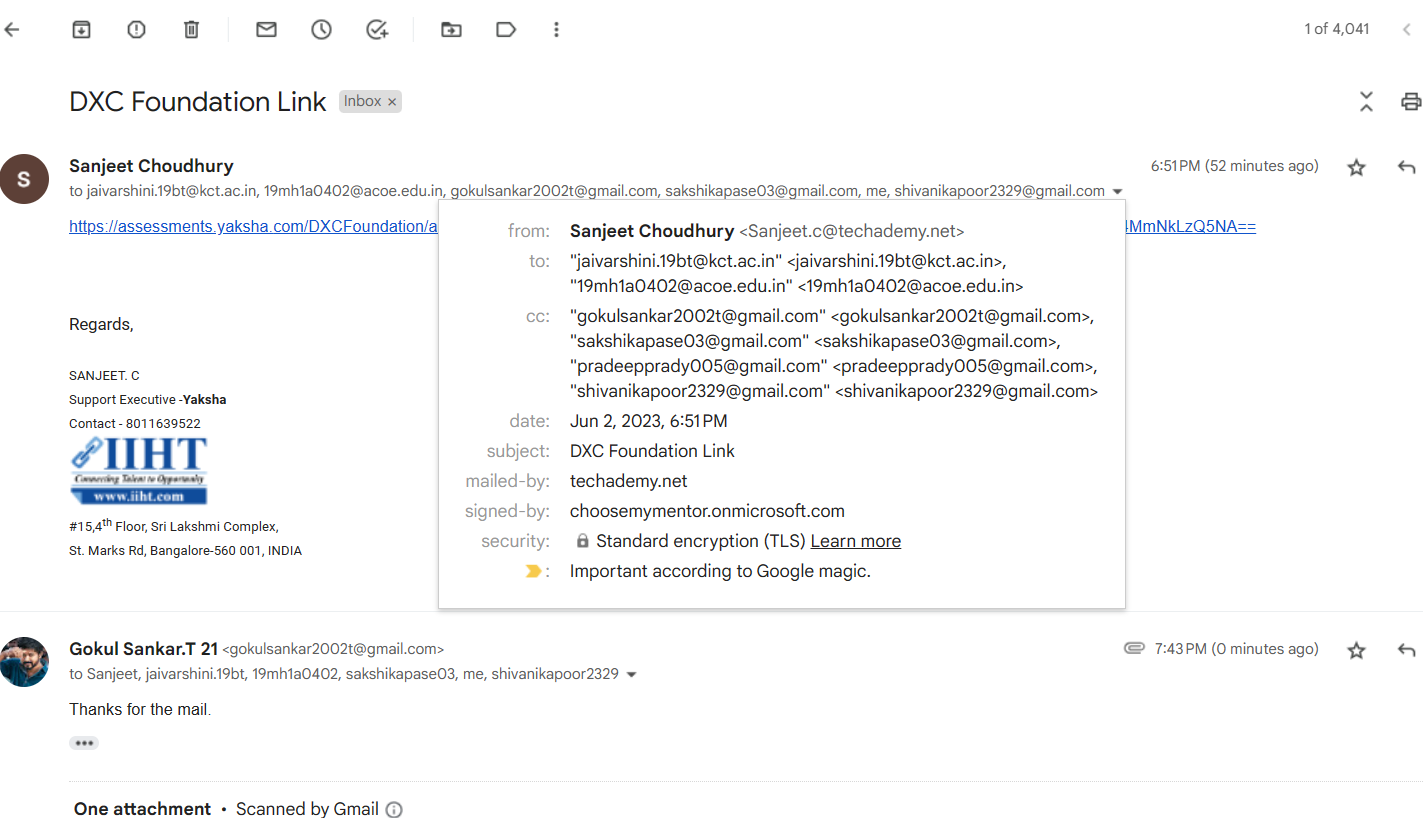 1 of 4,041
DXC Foundation Link Inbox ×
S
Sanjeet Choudhury
6:51 PM (52 minutes ago)
to jaivarshini.19bt@kct.ac.in, 19mh1a0402@acoe.edu.in, gokulsankar2002t@gmail.com, sakshikapase03@gmail.com, me, shivanikapoor2329@gmail.com
https://assessments.yaksha.com/DXCFoundation/a
MmNkLzQ5NA==
from: Sanjeet Choudhury <Sanjeet.c@techademy.net>
to: "jaivarshini.19bt@kct.ac.in" <jaivarshini.19bt@kct.ac.in>,
"19mh1a0402@acoe.edu.in" <19mh1a0402@acoe.edu.in>
cc: "gokulsankar2002t@gmail.com" <gokulsankar2002t@gmail.com>,
"sakshikapase03@gmail.com" <sakshikapase03@gmail.com>,
"pradeepprady005@gmail.com" <pradeepprady005@gmail.com>,
"shivanikapoor2329@gmail.com" <shivanikapoor2329@gmail.com>
date: Jun 2, 2023, 6:51 PM
subject: DXC Foundation Link
mailed-by: techademy.net
signed-by: choosemymentor.onmicrosoft.com
security: Standard encryption (TLS) Learn more
: Important according to Google magic.
Regards,
SANJEET. C
Support Executive -Yaksha
Contact - 8011639522
IIHT
Connecting Talent to Opportunity
www.iiht.com
#15,4th Floor, Sri Lakshmi Complex,
St. Marks Rd, Bangalore-560 001, INDIA
Gokul Sankar.T 21 <gokulsankar2002t@gmail.com>
7:43 PM (0 minutes ago)
to Sanjeet, jaivarshini.19bt, 19mh1a0402, sakshikapase03, me, shivanikapoor2329
Thanks for the mail.
One attachment • Scanned by Gmail